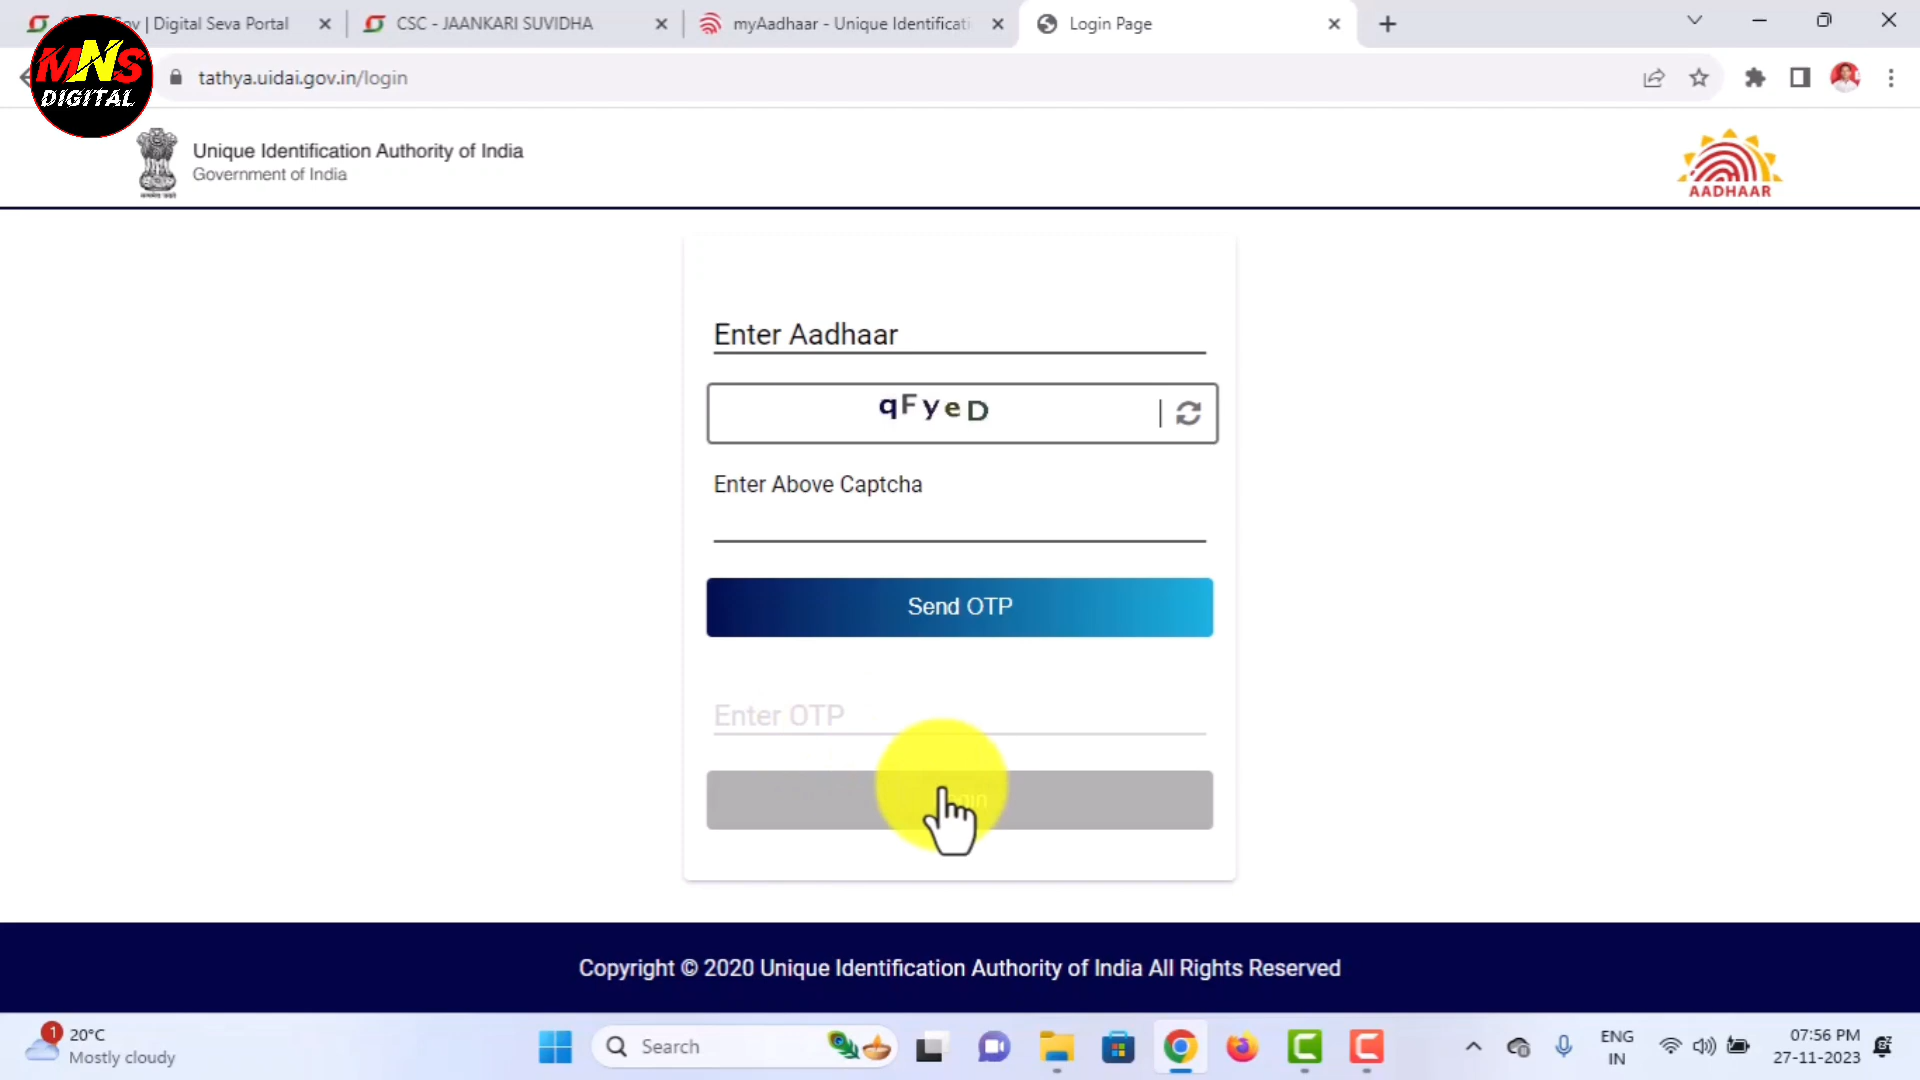 ov | Digital Seva Portal
CSC - JAANKARI SUVIDHA
myAadhaar - Unique Identificati
Login Page
MNS
DIGITAL
tathya.uidai.gov.in/login
Unique Identification Authority of India
Government of India
AADHAAR
Enter Aadhaar
qFyeD
Enter Above Captcha
Send OTP
Enter OTP
Copyright © 2020 Unique Identification Authority of India All Rights Reserved
1
20°C
Mostly cloudy
Search
ENG
IN
07:56 PM
27-11-2023